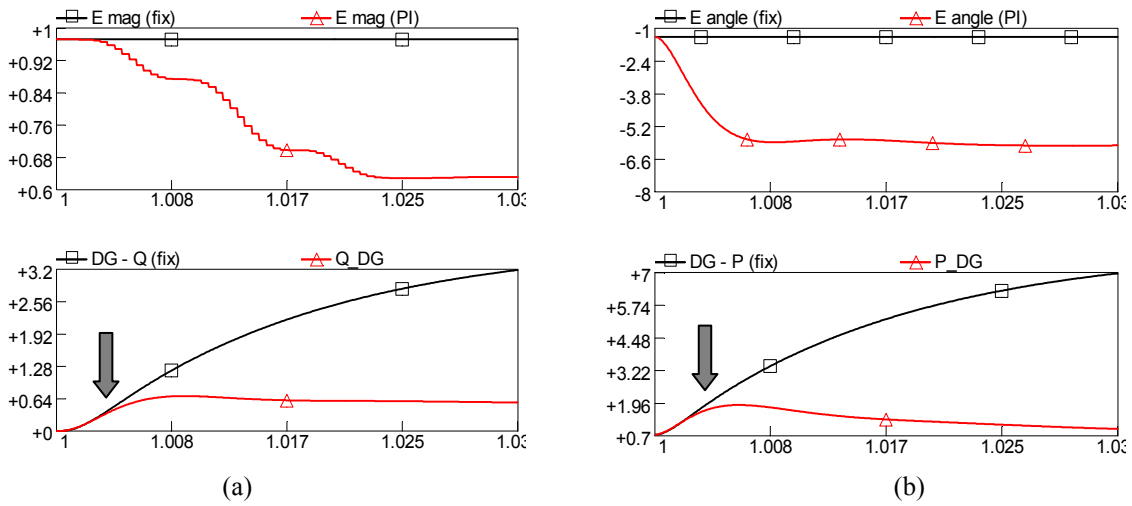 E mag (fix) E mag (PI)
+1
+0.92
+0.84
+0.76
+0.68
+0.6
1 1.008 1.017 1.025 1.03
DG - Q (fix) Q_DG
+3.2
+2.56
+1.92
+1.28
+0.64
+0
1 1.008 1.017 1.025 1.03
(a)
E angle (fix) E angle (PI)
-1
-2.4
-3.8
-5.2
-6.6
-8
1 1.008 1.017 1.025 1.03
DG - P (fix) P_DG
+7
+5.74
+4.48
+3.22
+1.96
+0.7
1 1.008 1.017 1.025 1.03
(b)